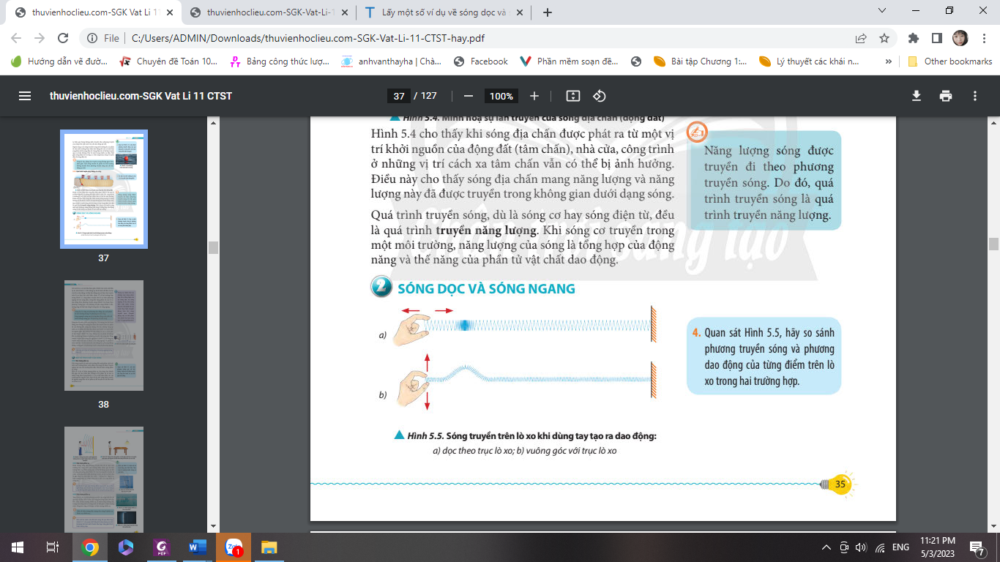 thuvienhoclieu.com-SGK Vat Li 11
thuvienhoclieu.com-SGK-Vat-Li-1
Lấy một số ví dụ về sóng dọc và
File
C:/Users/ADMIN/Downloads/thuvienhoclieu.com-SGK-Vat-Li-11-CTST-hay.pdf
Hướng dẫn vẽ đườ...
Chuyên đề Toán 10...
Bảng công thức lượ...
anhvanthayha | Chà...
Facebook
Phần mềm soạn đề...
Bài tập Chương 1:...
Lý thuyết các khái n...
»
Other bookmarks
thuvienhoclieu.com-SGK Vat Li 11 CTST
37 / 127
100%
37
38
Hình 5.4. Minh hoạ sự lan truyền của sóng địa chấn (động đất)
Hình 5.4 cho thấy khi sóng địa chấn được phát ra từ một vị
trí khởi nguồn của động đất (tâm chấn), nhà cửa, công trình
ở những vị trí cách xa tâm chấn vẫn có thể bị ảnh hưởng.
Điều này cho thấy sóng địa chấn mang năng lượng và năng
lượng này đã được truyền trong không gian dưới dạng sóng.
Quá trình truyền sóng, dù là sóng cơ hay sóng điện từ, đều
là quá trình truyền năng lượng. Khi sóng cơ truyền trong
một môi trường, năng lượng của sóng là tổng hợp của động
năng và thế năng của phần tử vật chất dao động.
Năng lượng sóng được
truyền đi theo phương
truyền sóng. Do đó, quá
trình truyền sóng là quá
trình truyền năng lượng.
sáng tạo
2 SÓNG DỌC VÀ SÓNG NGANG
a)
b)
4. Quan sát Hình 5.5, hãy so sánh
phương truyền sóng và phương
dao động của từng điểm trên lò
xo trong hai trường hợp.
Hình 5.5. Sóng truyền trên lò xo khi dùng tay tạo ra dao động:
a) dọc theo trục lò xo; b) vuông góc với trục lò xo
35
PDF
W
Zalo
1
ENG
11:21 PM
5/3/2023
7